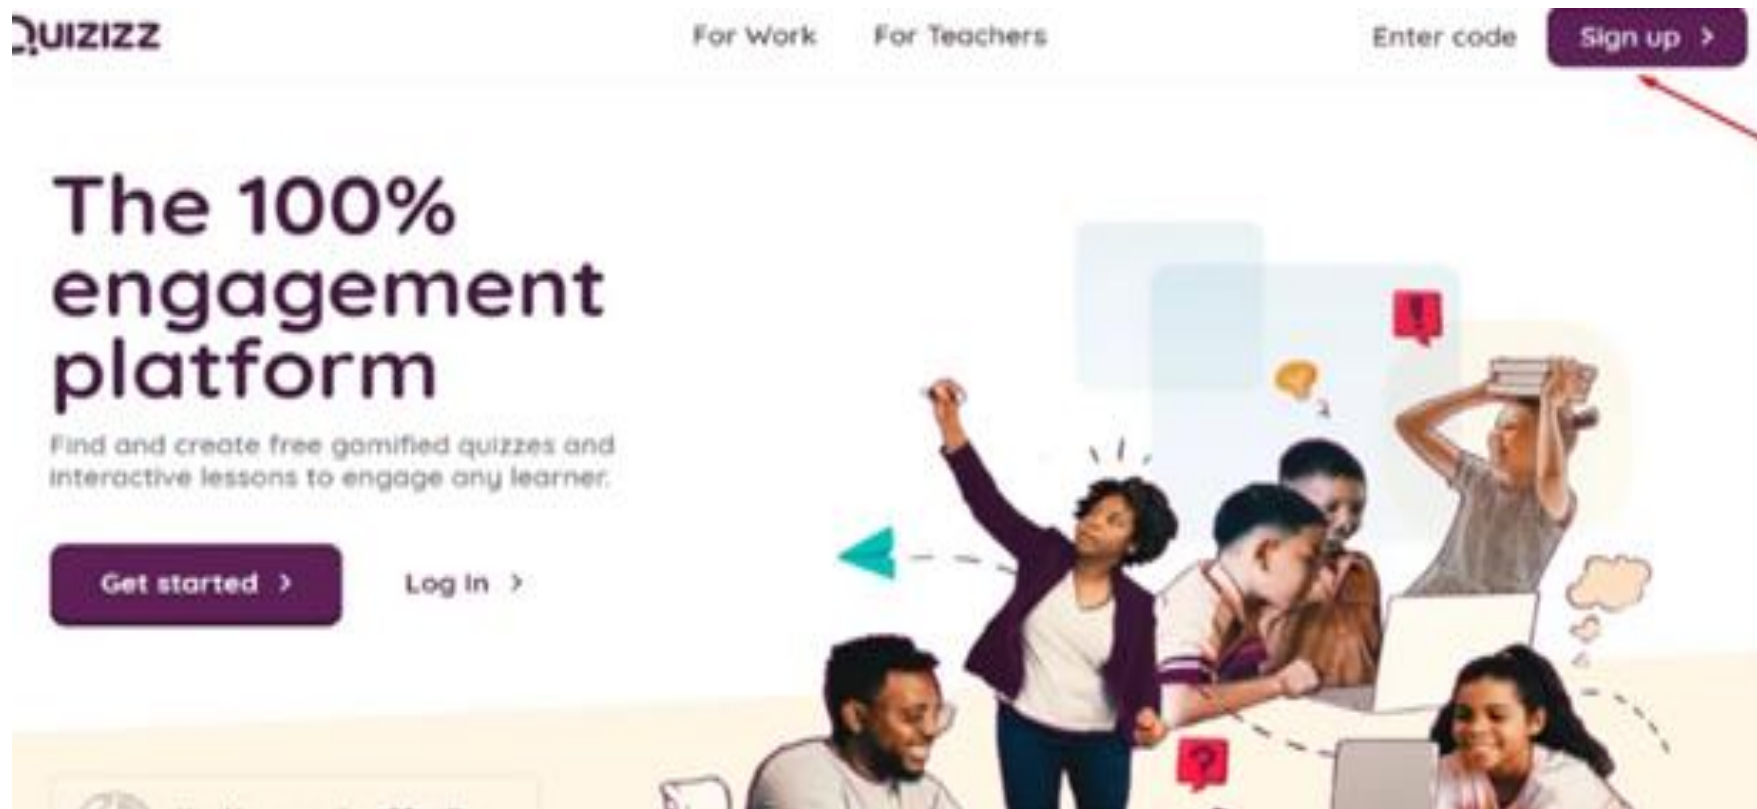 QUIZIZZ
For Work
For Teachers
Enter code
Sign up >
The 100%
engagement
platform
Find and create free gamified quizzes and
interactive lessons to engage any learner.
Get started >
Log in >
!
?